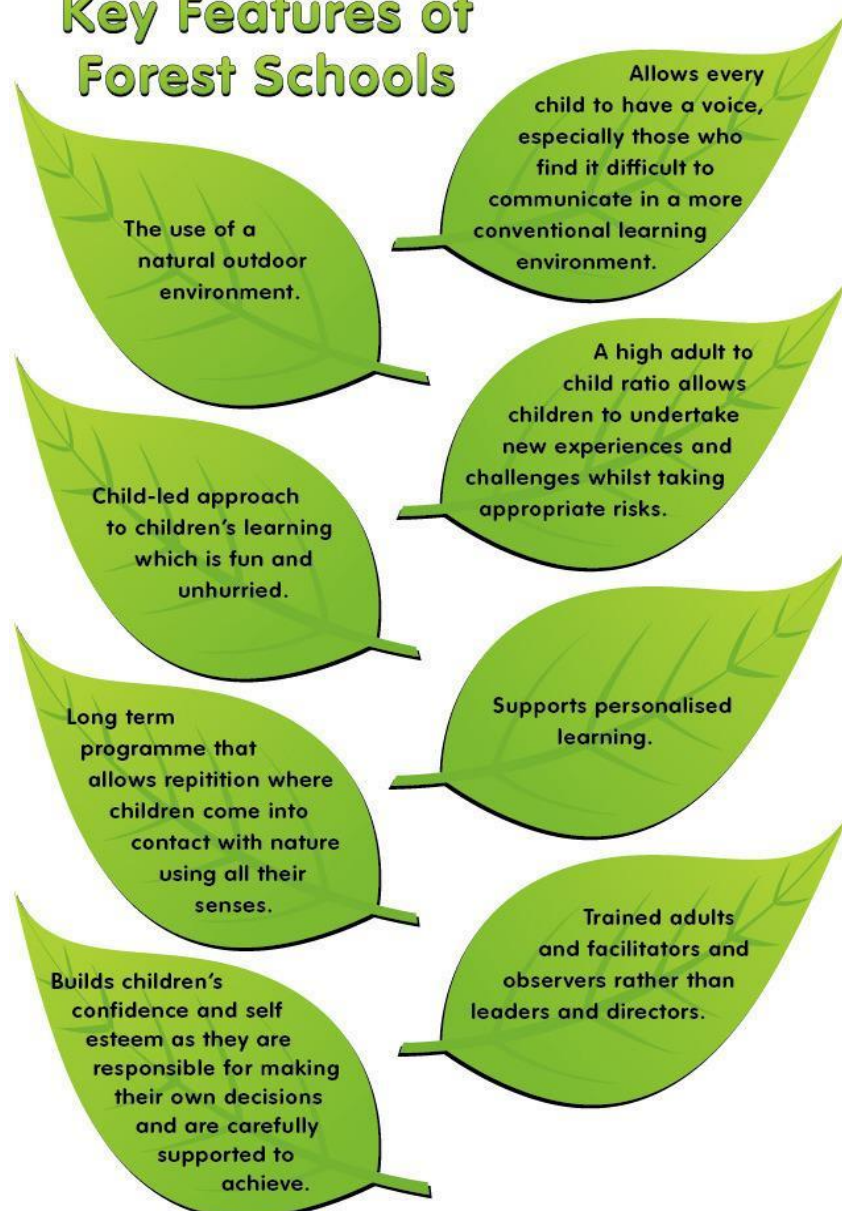 Key Features of
Forest Schools
The use of a
natural outdoor
environment.
Allows every
child to have a voice,
especially those who
find it difficult to
communicate in a more
conventional learning
environment.
Child-led approach
to children's learning
which is fun and
unhurried.
A high adult to
child ratio allows
children to undertake
new experiences and
challenges whilst taking
appropriate risks.
Long term
programme that
allows repitition where
children come into
contact with nature
using all their
senses.
Supports personalised
learning.
Builds children's
confidence and self
esteem as they are
responsible for making
their own decisions
and are carefully
supported to
achieve.
Trained adults
and facilitators and
observers rather than
leaders and directors.